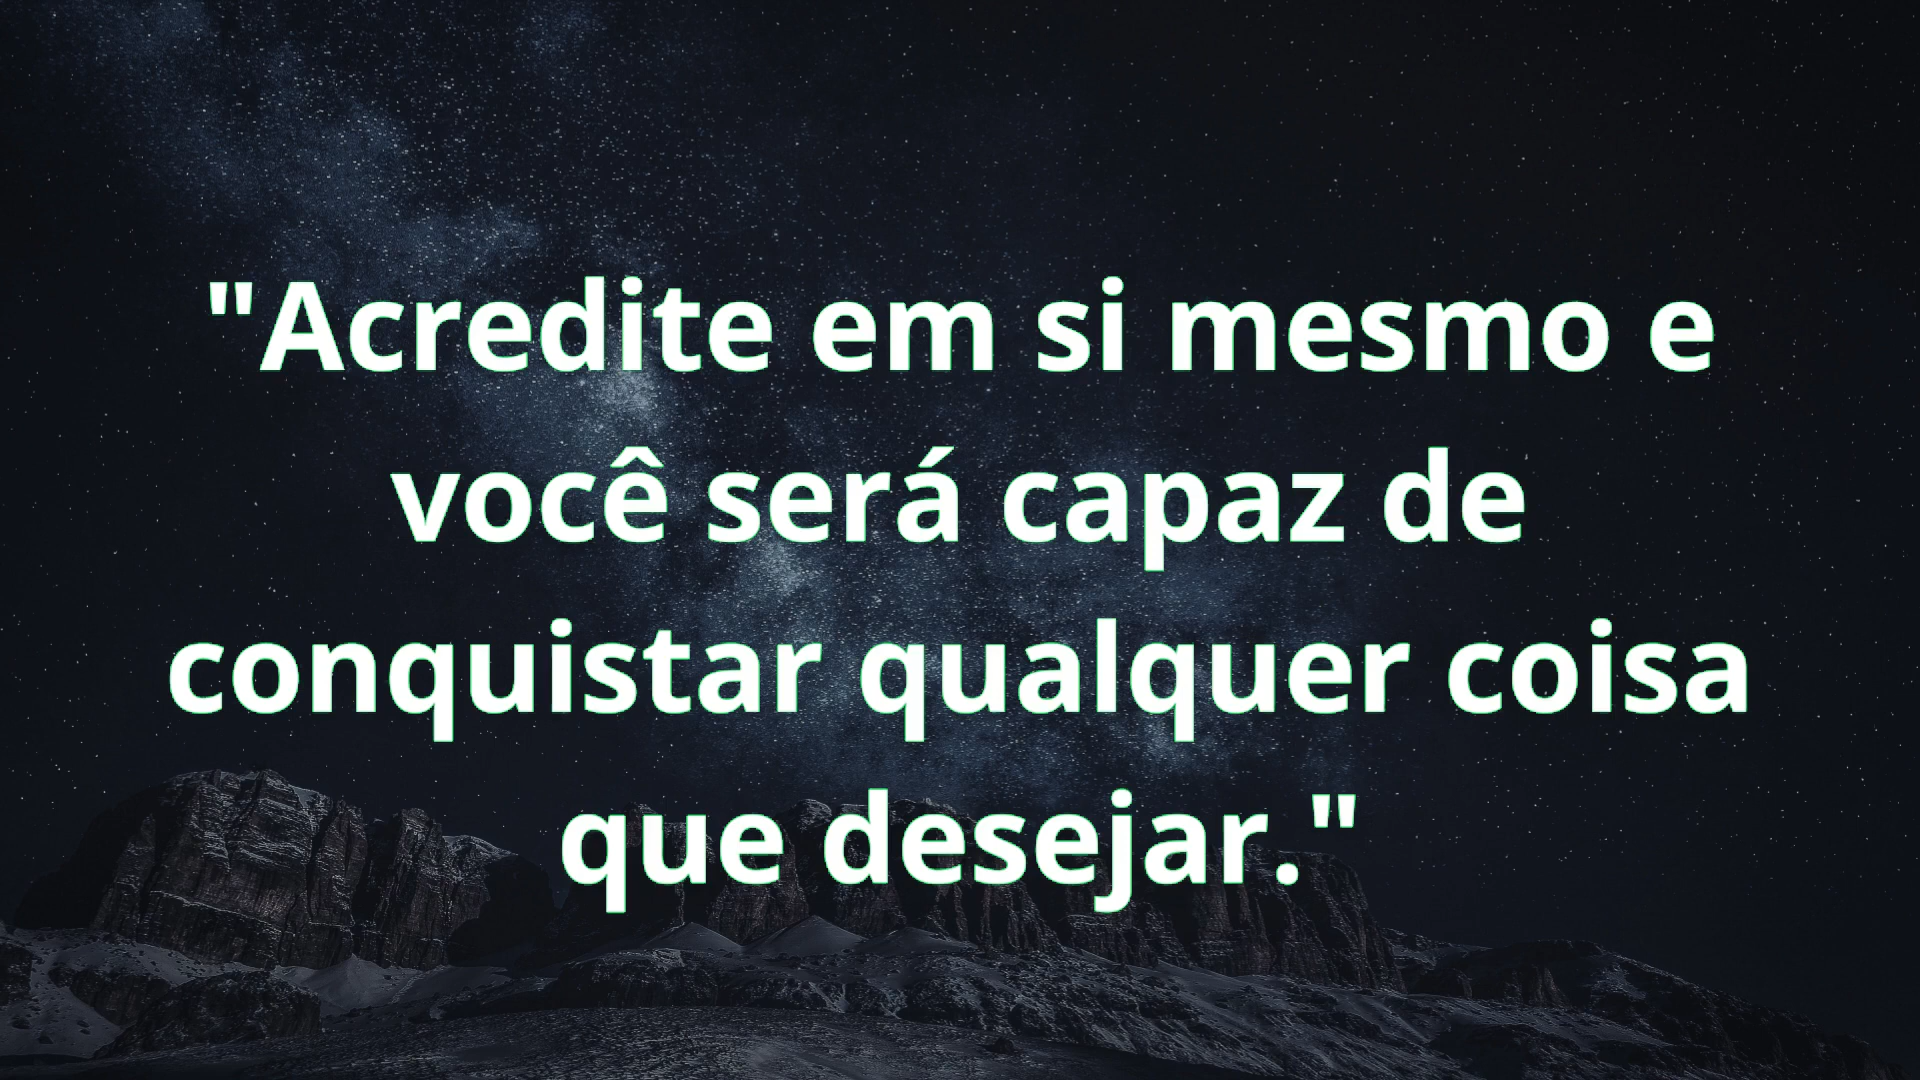 "Acredite em si mesmo e
você será capaz de
conquistar qualquer coisa
que desejar."